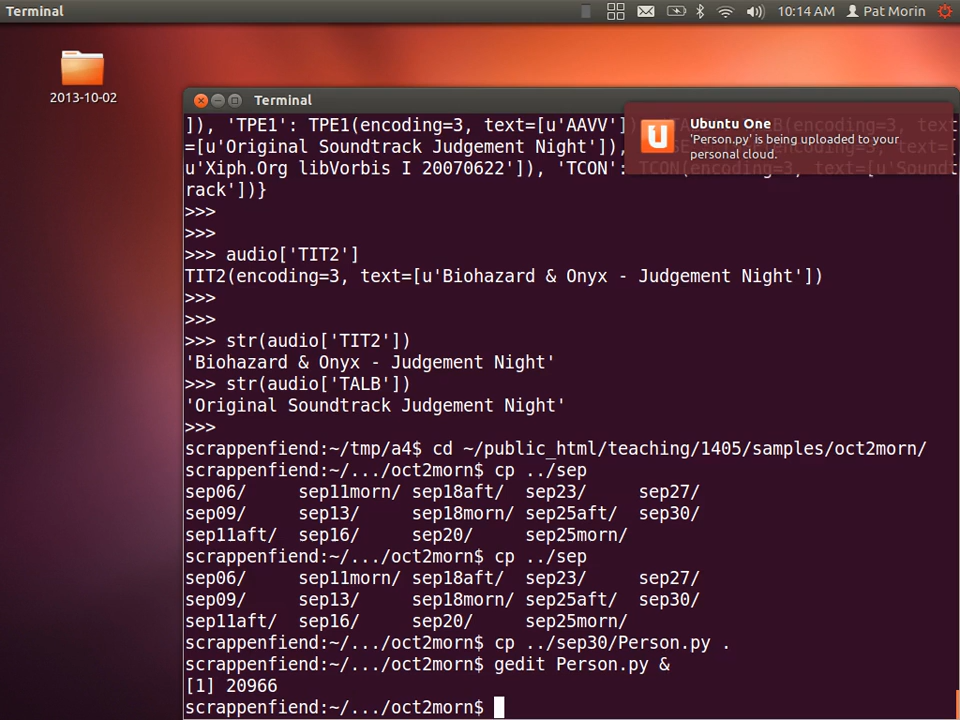 Terminal
10:14 AM
Pat Morin
2013-10-02
Terminal
Ubuntu One
'Person.py' is being uploaded to your
personal cloud.
]), 'TPE1': TPE1(encoding=3, text=[u'AAVV'])
=[u'Original Soundtrack Judgement Night']),
u'Xiph.Org libVorbis I 20070622']), 'TCON': TCON(encoding=3, text=[u'Soundt
rack'])}
>>>
>>>
>>> audio['TIT2']
TIT2(encoding=3, text=[u'Biohazard & Onyx - Judgement Night'])
>>>
>>>
>>> str(audio['TIT2'])
'Biohazard & Onyx - Judgement Night'
>>> str(audio['TALB'])
'Original Soundtrack Judgement Night'
>>>
scrappenfiend:~/tmp/a4$ cd ~/public_html/teaching/1405/samples/oct2morn/
scrappenfiend:~/.../oct2morn$ cp ../sep
sep06/ sep11morn/ sep18aft/ sep23/ sep27/
sep09/ sep13/ sep18morn/ sep25aft/ sep30/
sep11aft/ sep16/ sep20/ sep25morn/
scrappenfiend:~/.../oct2morn$ cp ../sep
sep06/ sep11morn/ sep18aft/ sep23/ sep27/
sep09/ sep13/ sep18morn/ sep25aft/ sep30/
sep11aft/ sep16/ sep20/ sep25morn/
scrappenfiend:~/.../oct2morn$ cp ../sep30/Person.py .
scrappenfiend:~/.../oct2morn$ gedit Person.py &
[1] 20966
scrappenfiend:~/.../oct2morn$